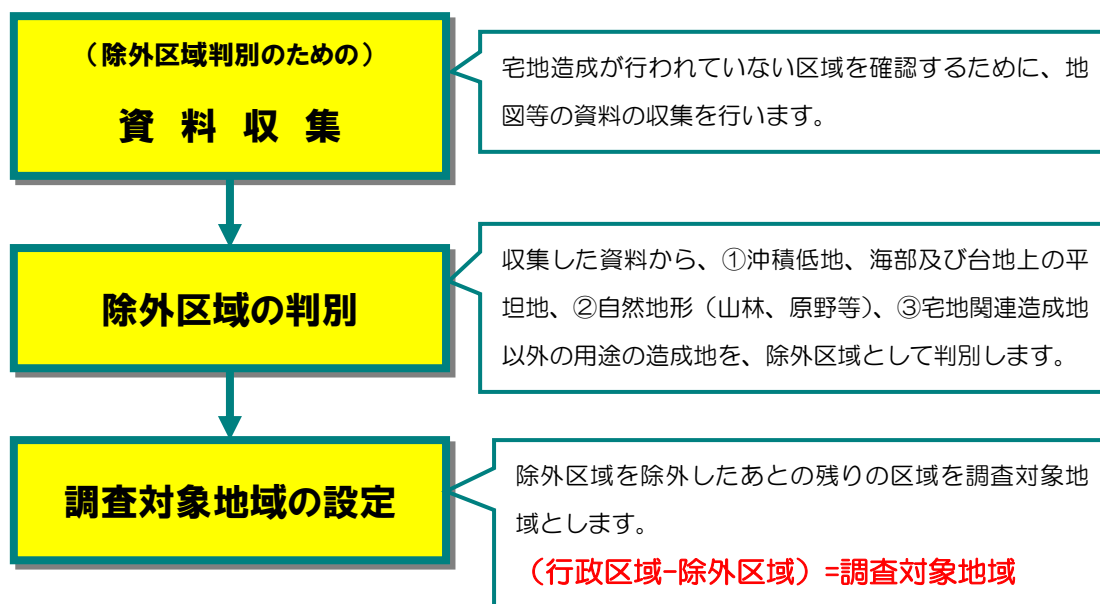 （除外区域判別のための）
資 料 収 集
宅地造成が行われていない区域を確認するために、地
図等の資料の収集を行います。
除外区域の判別
収集した資料から、①沖積低地、海部及び台地上の平
坦地、②自然地形（山林、原野等）、③宅地関連造成地
以外の用途の造成地を、除外区域として判別します。
調査対象地域の設定
除外区域を除外したあとの残りの区域を調査対象地
域とします。
（行政区域-除外区域）=調査対象地域